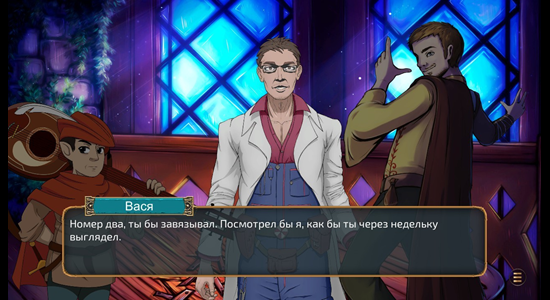 Вася
Номер два, ты бы завязывал. Посмотрел бы я, как бы ты через недельку
выглядел.